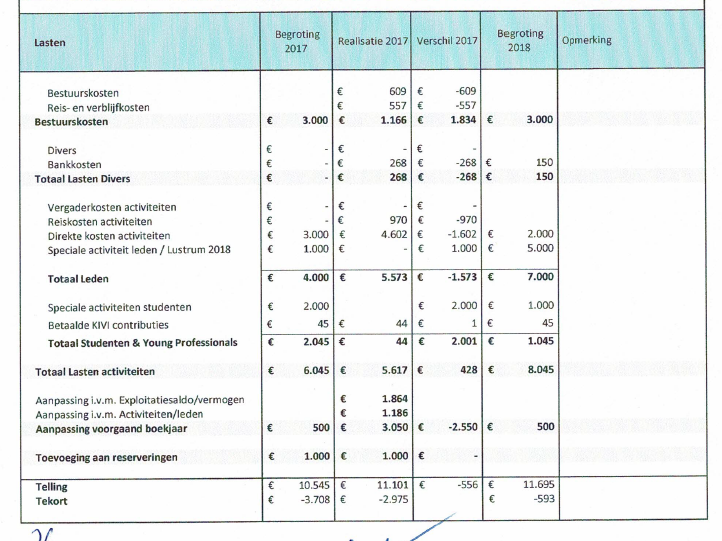 Lasten Begroting 2017 Realisatie 2017 Verschil 2017 Begroting 2018 Opmerking
Bestuurskosten € 609 € -609
Reis- en verblijfkosten € 557 € -557
Bestuurskosten € 3.000 € 1.166 € 1.834 € 3.000
Divers € - € - € -
Bankkosten € - € 268 € -268 € 150
Totaal Lasten Divers € - € 268 € -268 € 150
Vergaderkosten activiteiten € - € - € -
Reiskosten activiteiten € - € 970 € -970
Direkte kosten activiteiten € 3.000 € 4.602 € -1.602 € 2.000
Speciale activiteit leden / Lustrum 2018 € 1.000 € - € 1.000 € 5.000
Totaal Leden € 4.000 € 5.573 € -1.573 € 7.000
Speciale activiteiten studenten € 2.000 € 2.000 € 1.000
Betaalde KIVI contributies € 45 € 44 € 1 € 45
Totaal Studenten & Young Professionals € 2.045 € 44 € 2.001 € 1.045
Totaal Lasten activiteiten € 6.045 € 5.617 € 428 € 8.045
Aanpassing i.v.m. Exploitatiesaldo/vermogen € 1.864
Aanpassing i.v.m. Activiteiten/leden € 1.186
Aanpassing voorgaand boekjaar € 500 € 3.050 € -2.550 € 500
Toevoeging aan reserveringen € 1.000 € 1.000 € -
Telling € 10.545 € 11.101 € -556 € 11.695
Tekort € -3.708 € -2.975 € -593